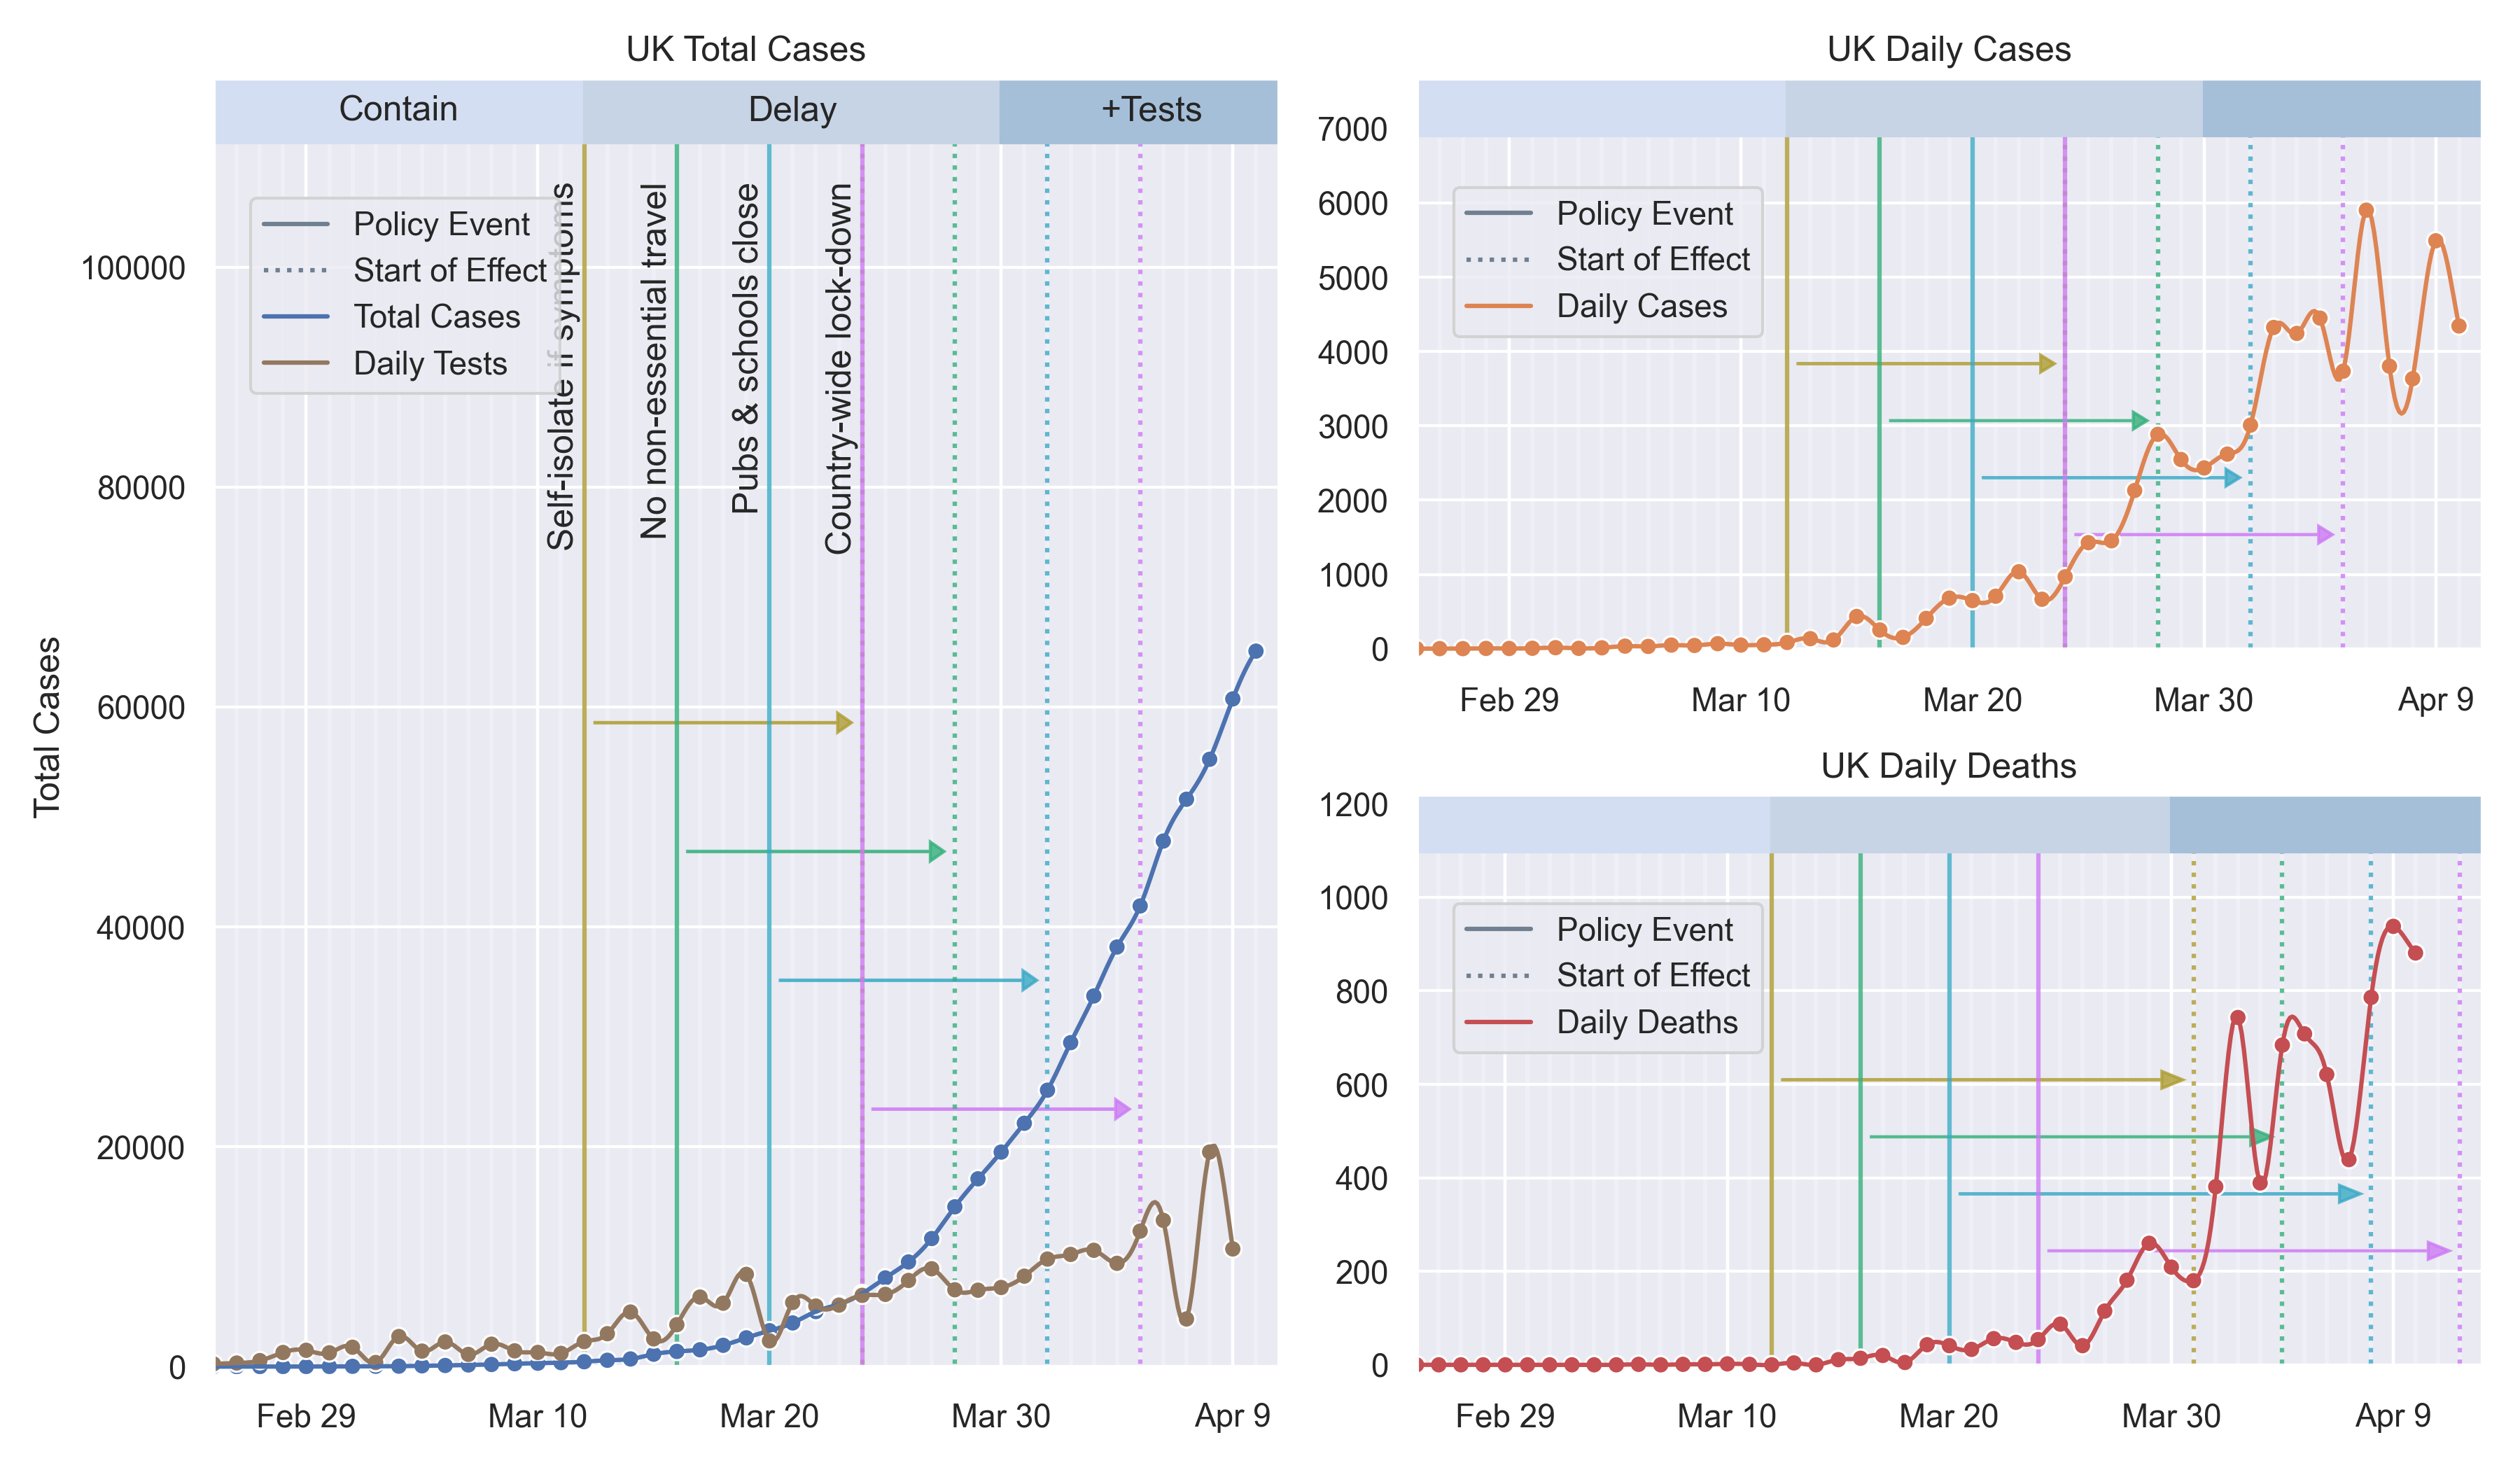 UK Total Cases
Contain
Delay
+Tests
Policy Event
Start of Effect
Total Cases
Daily Tests
Self-isolate if symptoms
No non-essential travel
Pubs & schools close
Country-wide lock-down
Total Cases
100000
80000
60000
40000
20000
0
Feb 29
Mar 10
Mar 20
Mar 30
Apr 9
UK Daily Cases
7000
6000
5000
4000
3000
2000
1000
0
Policy Event
Start of Effect
Daily Cases
Feb 29
Mar 10
Mar 20
Mar 30
Apr 9
UK Daily Deaths
1200
1000
800
600
400
200
0
Policy Event
Start of Effect
Daily Deaths
Feb 29
Mar 10
Mar 20
Mar 30
Apr 9